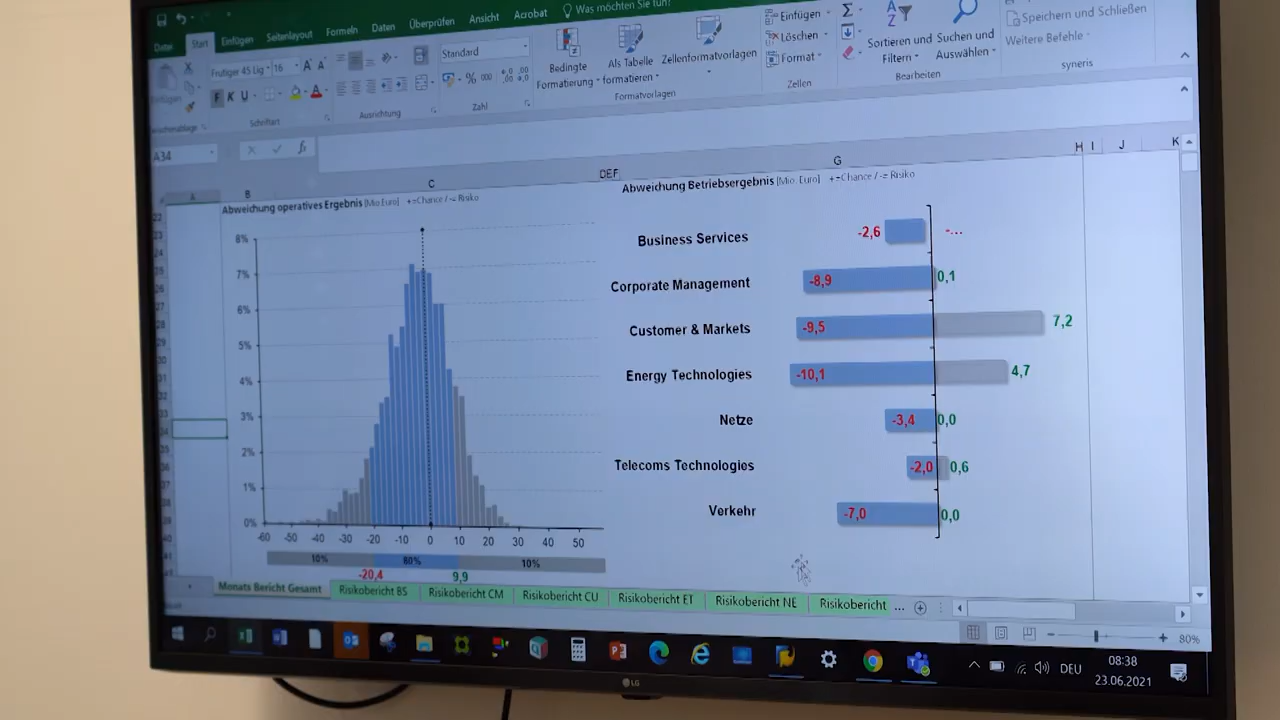 Datei Start Einfügen Seitenlayout Formeln Daten Überprüfen Ansicht Acrobat Was möchten Sie tun?
Frutiger 45 Lig 16
F K U
Schriftart
Ausrichtung
Standard
% 000
Zahl
Bedingte Formatierung
Als Tabelle formatieren
Zellenformatvorlagen
Formatvorlagen
Einfügen
Löschen
Format
Zellen
Sortieren und Filtern
Suchen und Auswählen
Bearbeiten
Speichern und Schließen
Weitere Befehle
syneris
A34
A B C DEF G H I J K
Abweichung operatives Ergebnis [Mio.Euro] +=Chance / -= Risiko
8%
7%
6%
5%
4%
3%
2%
1%
0%
-60 -50 -40 -30 -20 -10 0 10 20 30 40 50
10% 80% 10%
-20,4 9,9
Abweichung Betriebsergebnis [Mio. Euro] +=Chance / -= Risiko
Business Services -2,6 -...
Corporate Management -8,9 0,1
Customer & Markets -9,5 7,2
Energy Technologies -10,1 4,7
Netze -3,4 0,0
Telecoms Technologies -2,0 0,6
Verkehr -7,0 0,0
Monats Bericht Gesamt Risikobericht BS Risikobericht CM Risikobericht CU Risikobericht ET Risikobericht NE Risikobericht ...
80%
DEU
08:38
23.06.2021
LG